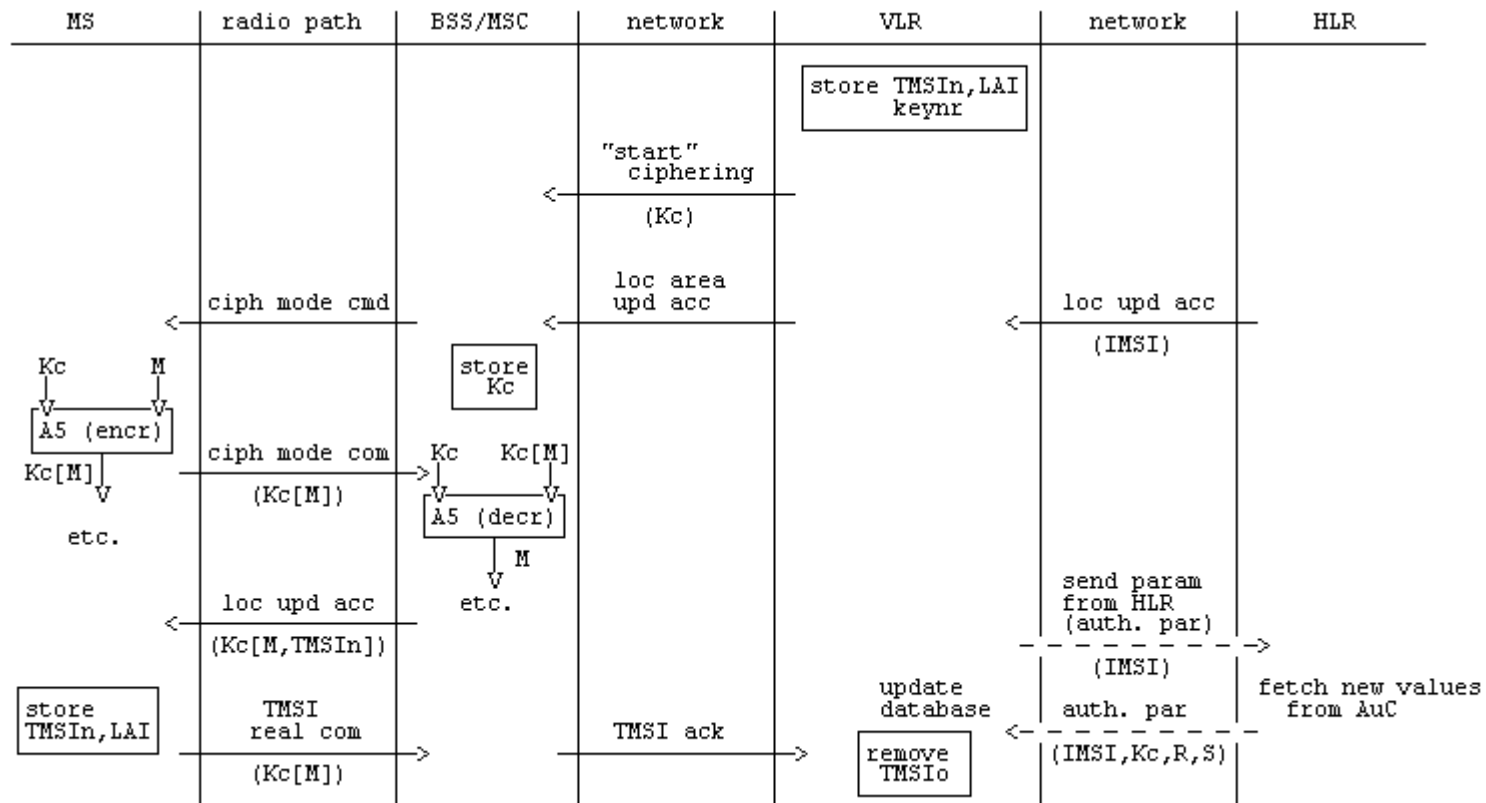 MS radio path BSS/MSC network VLR network HLR
store TMSIn,LAI
keynr
"start"
ciphering
(Kc)
loc area
ciph mode cmd upd acc loc upd acc
(IMSI)
Kc M store
Kc
A5 (encr)
ciph mode com Kc Kc[M]
Kc[M]
(Kc[M])
A5 (decr)
etc.
M
send param
loc upd acc etc. from HLR
(auth. par)
(Kc[M,TMSIn])
(IMSI)
update fetch new values
store TMSI database auth. par from AuC
TMSIn,LAI real com TMSI ack
remove (IMSI,Kc,R,S)
(Kc[M]) TMSIo